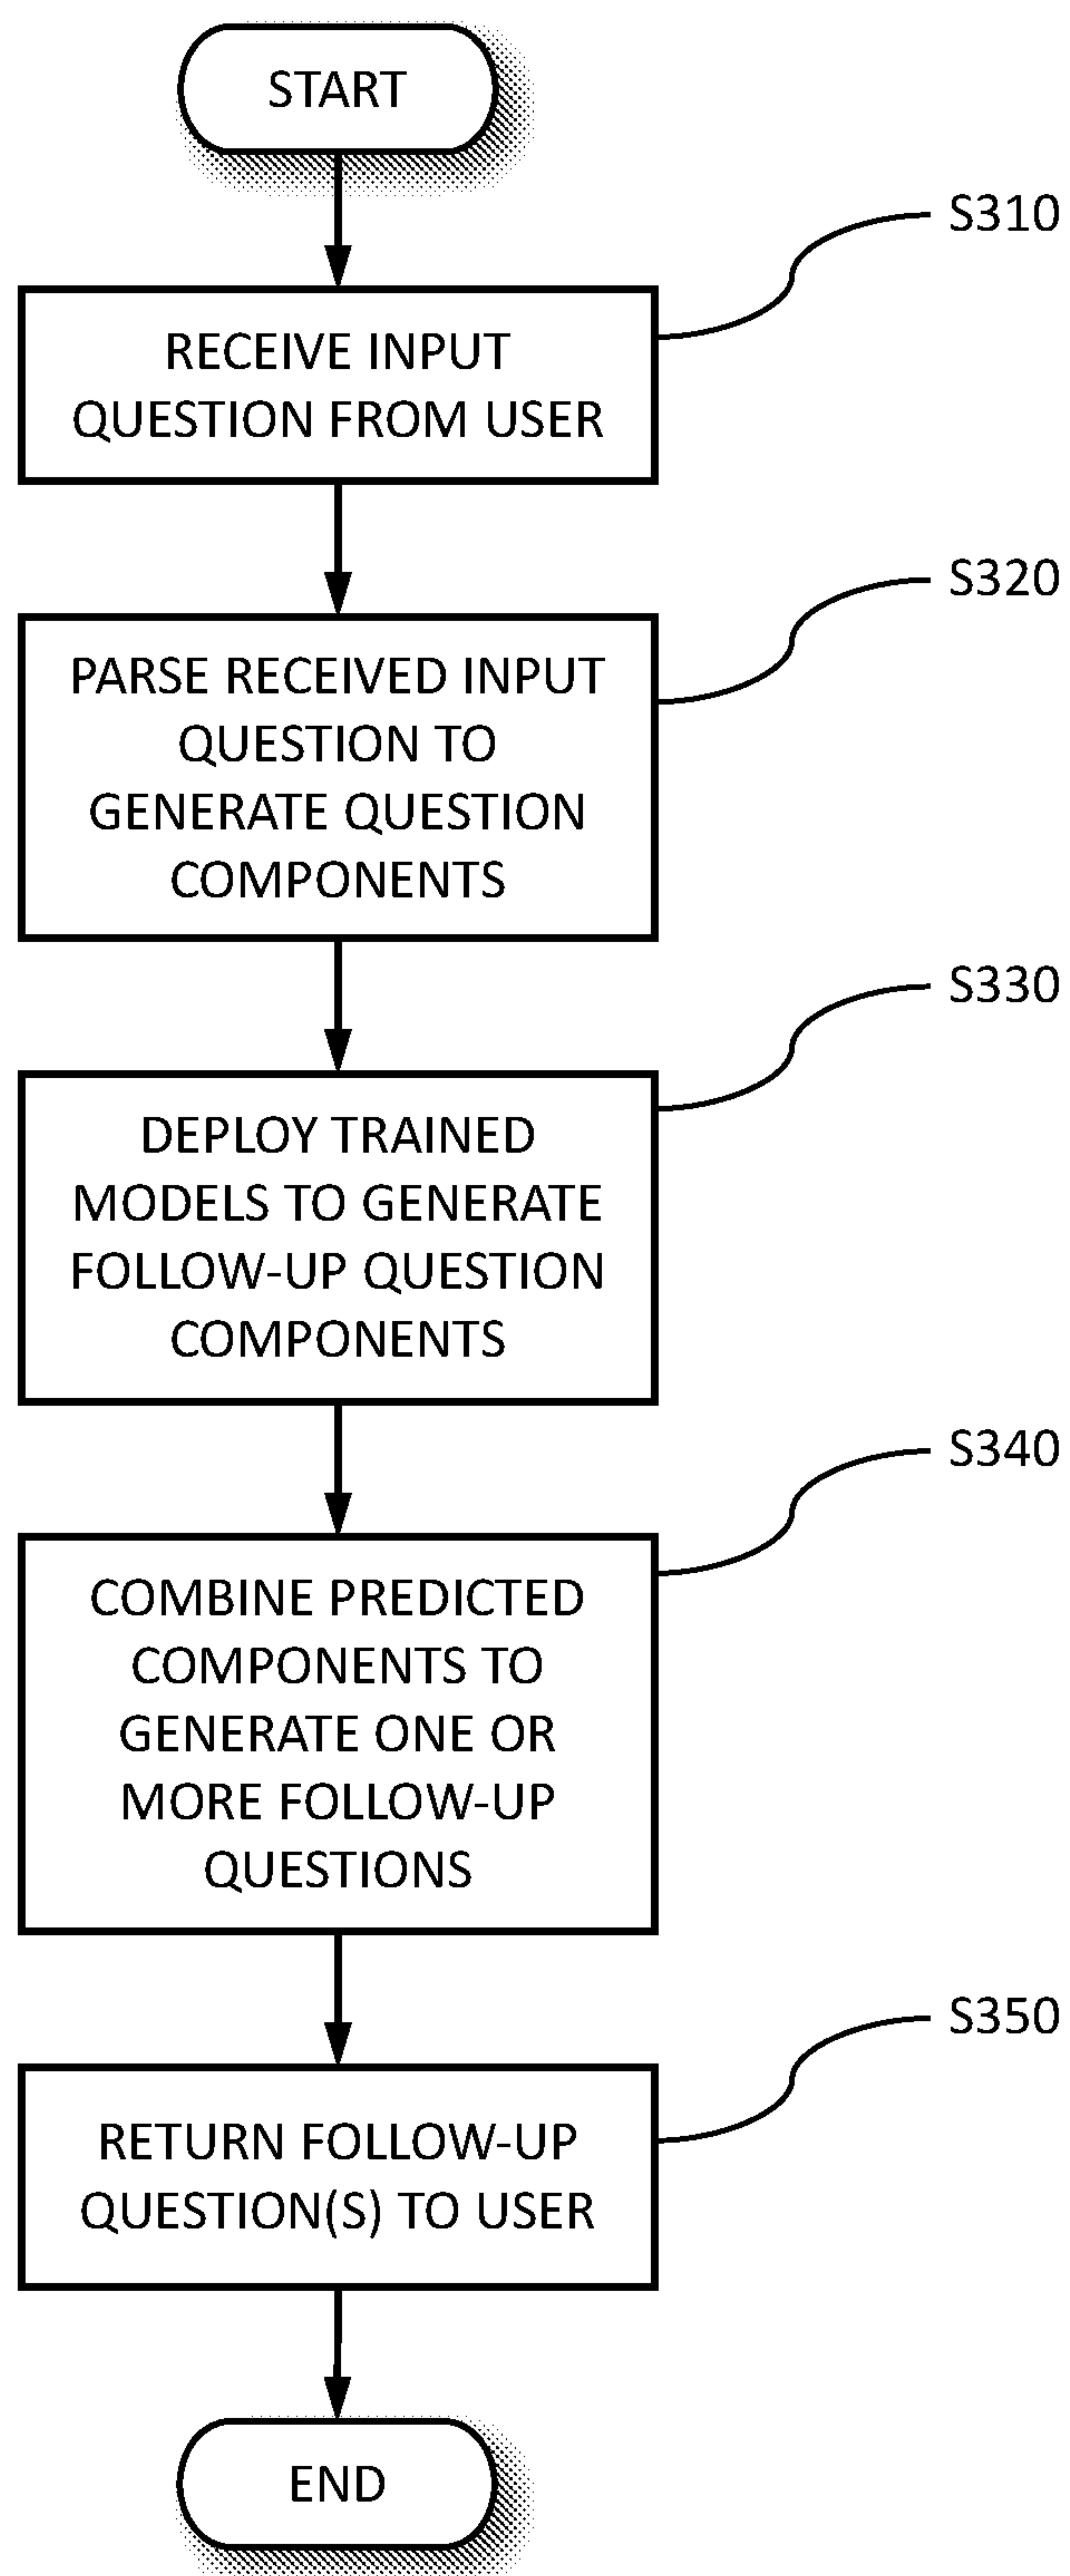 START
S310
RECEIVE INPUT
QUESTION FROM USER
S320
PARSE RECEIVED INPUT
QUESTION TO
GENERATE QUESTION
COMPONENTS
S330
DEPLOY TRAINED
MODELS TO GENERATE
FOLLOW-UP QUESTION
COMPONENTS
S340
COMBINE PREDICTED
COMPONENTS TO
GENERATE ONE OR
MORE FOLLOW-UP
QUESTIONS
S350
RETURN FOLLOW-UP
QUESTION(S) TO USER
END